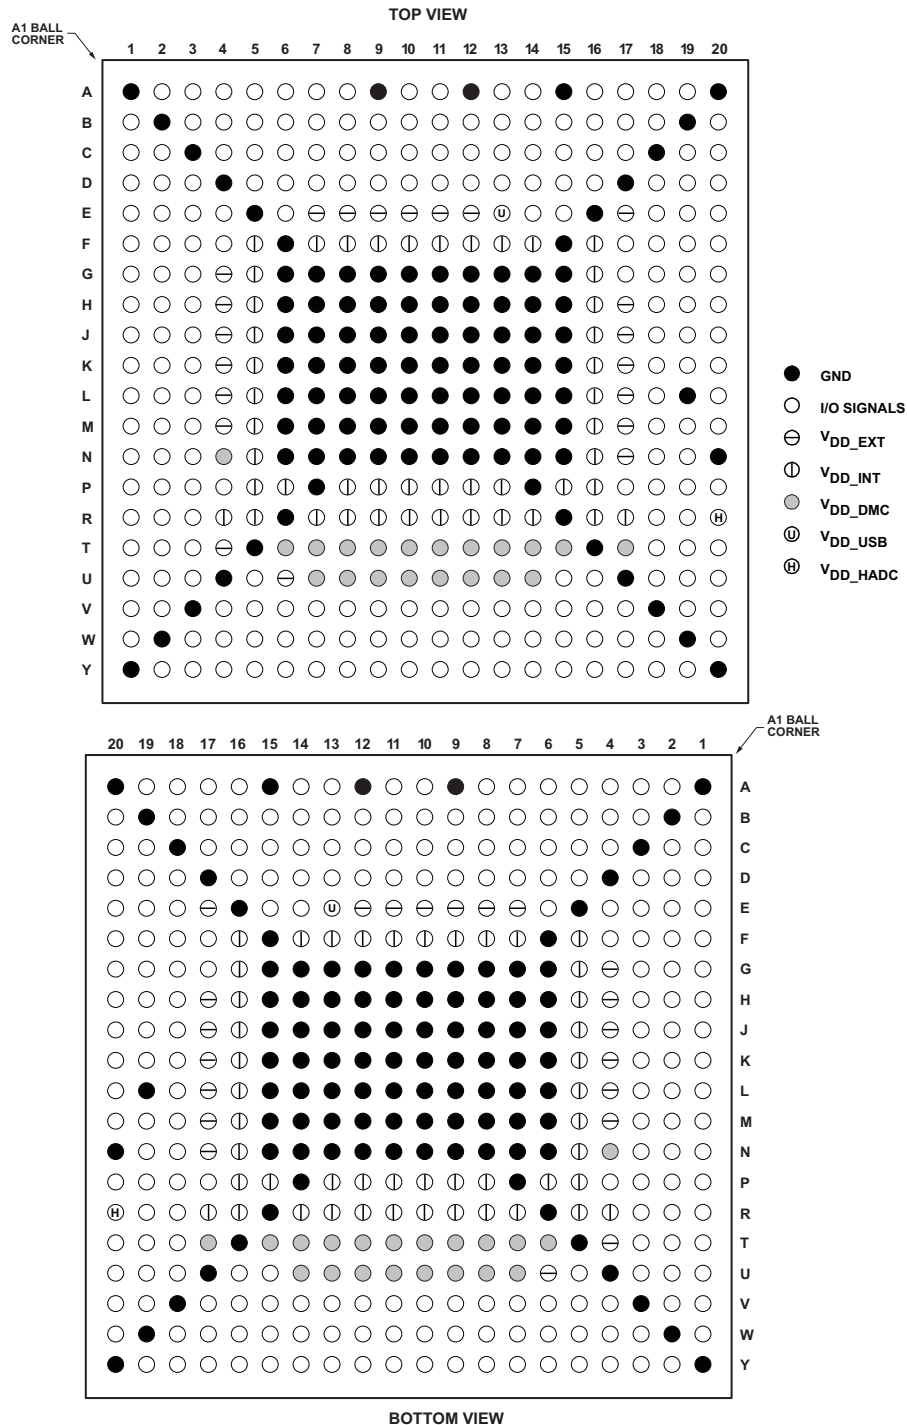 TOP VIEW
A1 BALL
CORNER
1 2 3 4 5 6 7 8 9 10 11 12 13 14 15 16 17 18 19 20
A
B
C
D
E U
F
G
H
J
K
L
M
N
P
R H
T
U
V
W
Y
GND
I/O SIGNALS
VDD_EXT
VDD_INT
VDD_DMC
U VDD_USB
H VDD_HADC
A1 BALL
CORNER
20 19 18 17 16 15 14 13 12 11 10 9 8 7 6 5 4 3 2 1
A
B
C
D
U E
F
G
H
J
K
L
M
N
P
H R
T
U
V
W
Y
BOTTOM VIEW